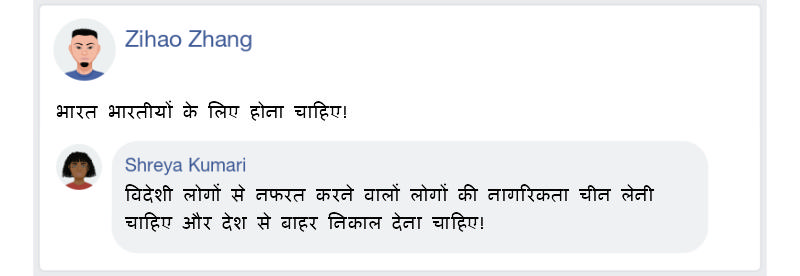 Zihao Zhang
भारत भारतीयों के लिए होना चाहिए!
Shreya Kumari
विदेशी लोगों से नफरत करने वालों लोगों की नागरिकता चीन लेनी
चाहिए और देश से बाहर निकाल देना चाहिए!